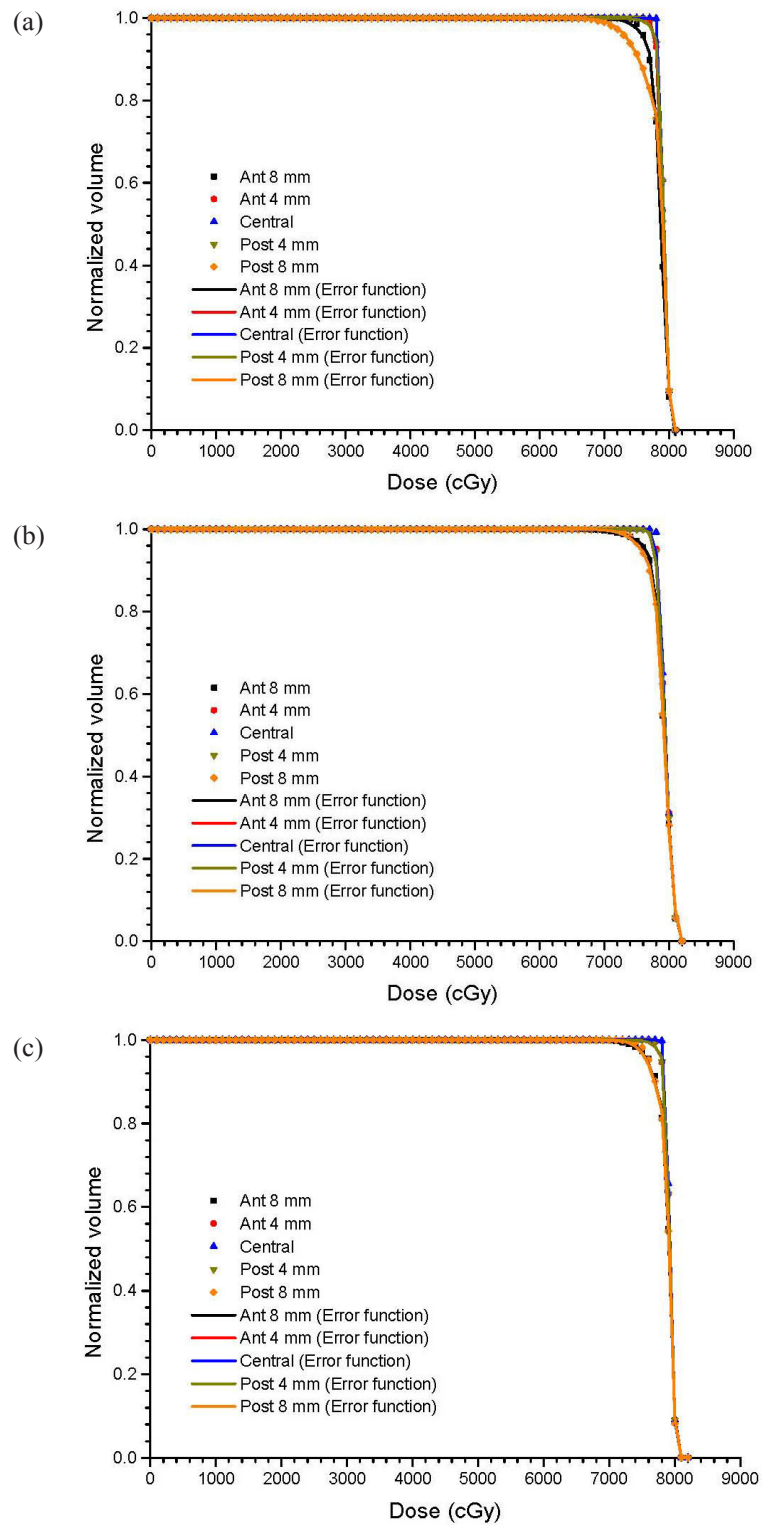 (a)
Normalized volume
1.0
0.8
0.6
0.4
0.2
0.0
Ant 8 mm
Ant 4 mm
Central
Post 4 mm
Post 8 mm
Ant 8 mm (Error function)
Ant 4 mm (Error function)
Central (Error function)
Post 4 mm (Error function)
Post 8 mm (Error function)
0 1000 2000 3000 4000 5000 6000 7000 8000 9000
Dose (cGy)
(b)
Normalized volume
1.0
0.8
0.6
0.4
0.2
0.0
Ant 8 mm
Ant 4 mm
Central
Post 4 mm
Post 8 mm
Ant 8 mm (Error function)
Ant 4 mm (Error function)
Central (Error function)
Post 4 mm (Error function)
Post 8 mm (Error function)
0 1000 2000 3000 4000 5000 6000 7000 8000 9000
Dose (cGy)
(c)
Normalized volume
1.0
0.8
0.6
0.4
0.2
0.0
Ant 8 mm
Ant 4 mm
Central
Post 4 mm
Post 8 mm
Ant 8 mm (Error function)
Ant 4 mm (Error function)
Central (Error function)
Post 4 mm (Error function)
Post 8 mm (Error function)
0 1000 2000 3000 4000 5000 6000 7000 8000 9000
Dose (cGy)